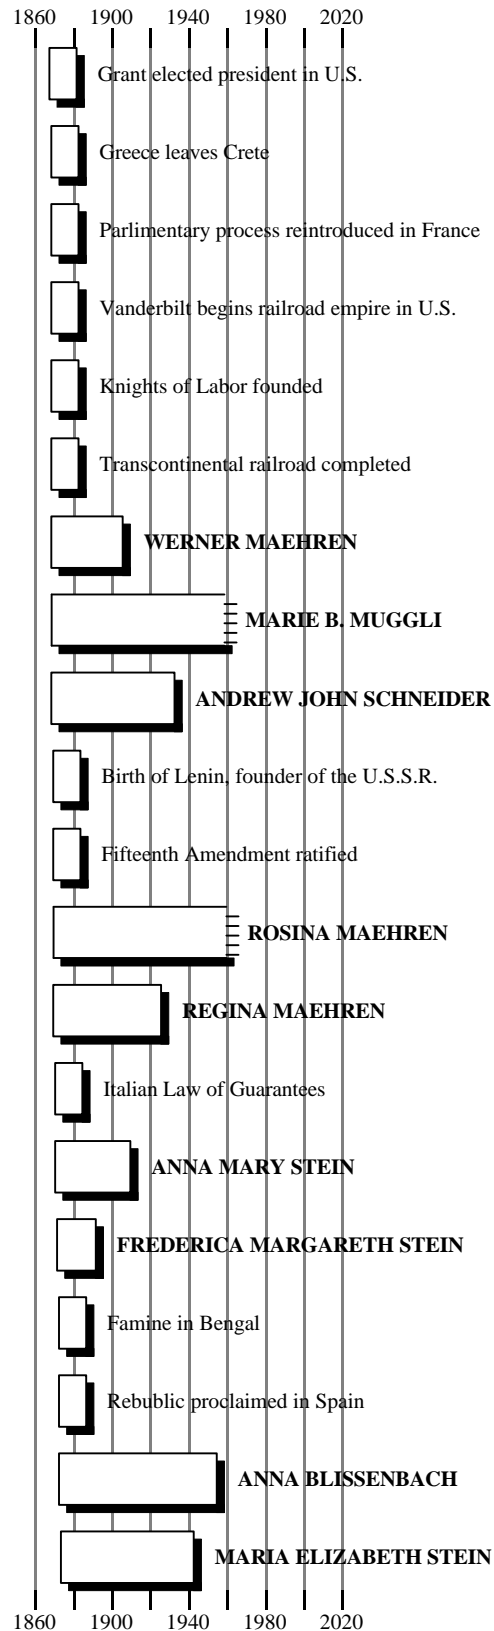 1860 1900 1940 1980 2020
Grant elected president in U.S.
Greece leaves Crete
Parlimentary process reintroduced in France
Vanderbilt begins railroad empire in U.S.
Knights of Labor founded
Transcontinental railroad completed
WERNER MAEHREN
MARIE B. MUGGLI
ANDREW JOHN SCHNEIDER
Birth of Lenin, founder of the U.S.S.R.
Fifteenth Amendment ratified
ROSINA MAEHREN
REGINA MAEHREN
Italian Law of Guarantees
ANNA MARY STEIN
FREDERICA MARGARETH STEIN
Famine in Bengal
Rebublic proclaimed in Spain
ANNA BLISSENBACH
MARIA ELIZABETH STEIN
1860 1900 1940 1980 2020